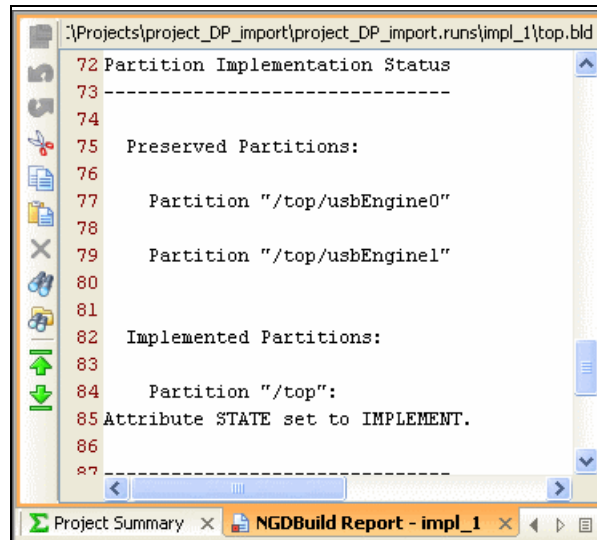 :\Projects\project_DP_import\project_DP_import.runs\impl_1\top.bld
72 Partition Implementation Status
73 -------------------------------
74
75 Preserved Partitions:
76
77 Partition "/top/usbEngine0"
78
79 Partition "/top/usbEngine1"
80
81
82 Implemented Partitions:
83
84 Partition "/top":
85 Attribute STATE set to IMPLEMENT.
86
87 -------------------------------
Project Summary
NGDBuild Report - impl_1